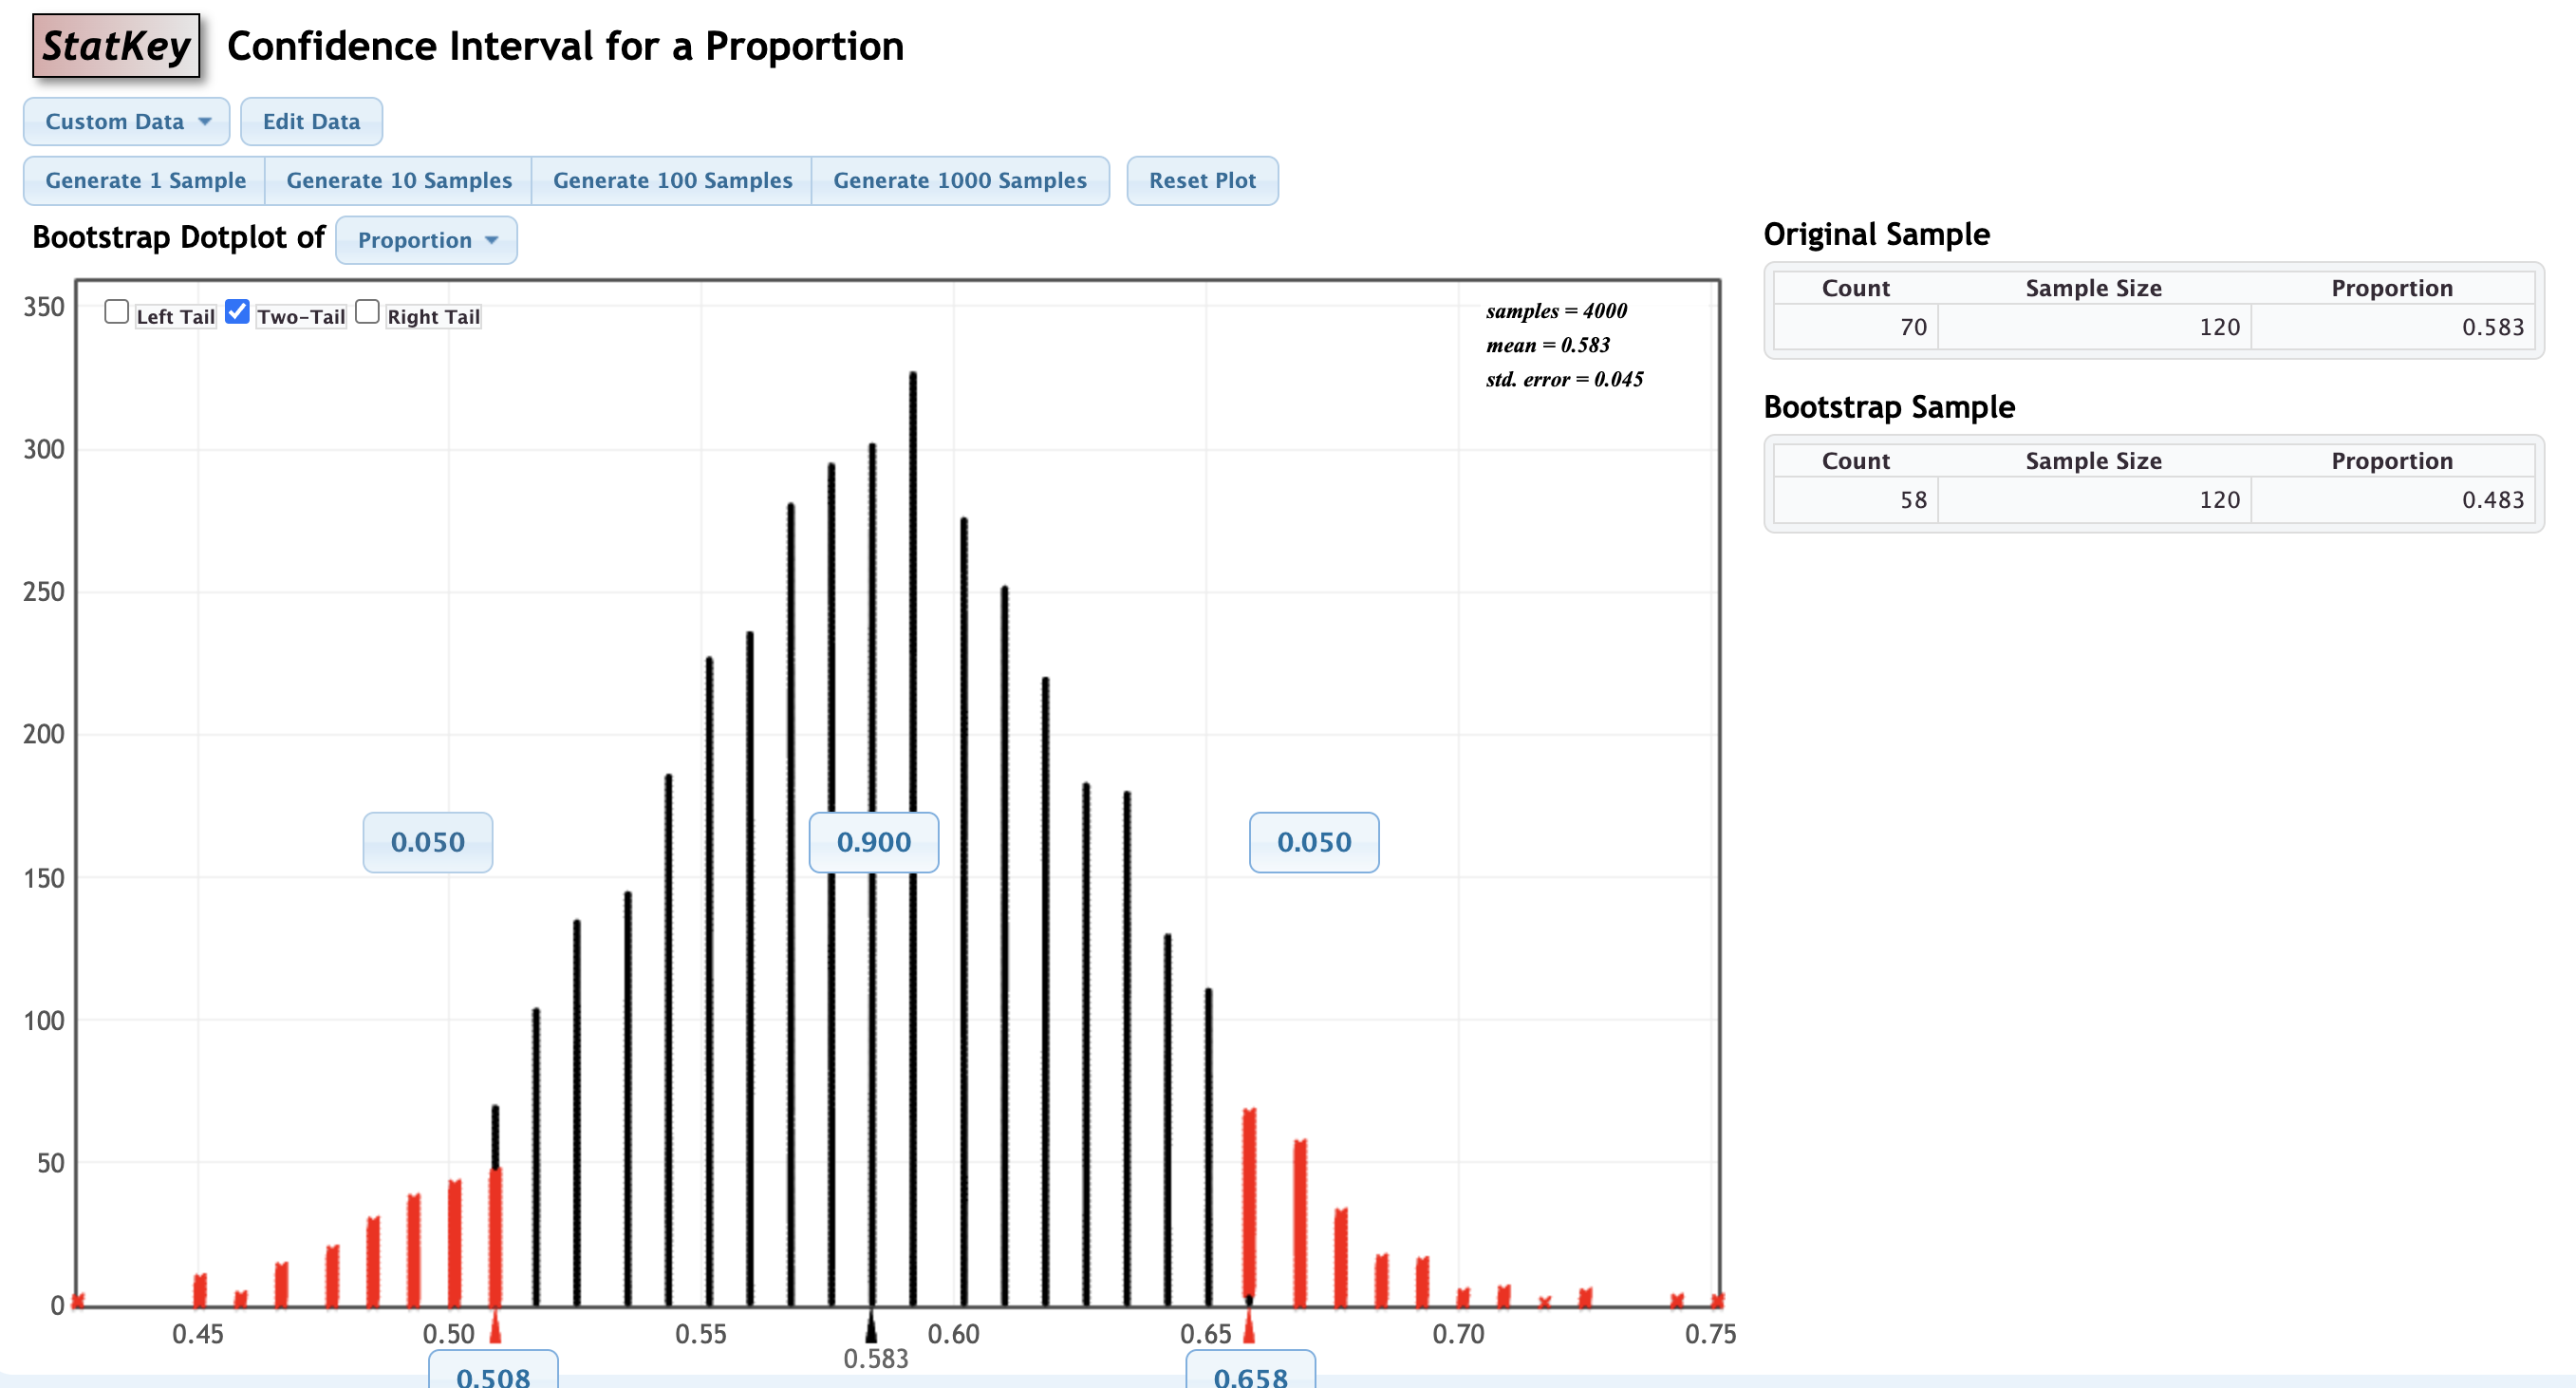 StatKey Confidence Interval for a Proportion
Custom Data Edit Data
Generate 1 Sample Generate 10 Samples Generate 100 Samples Generate 1000 Samples Reset Plot
Bootstrap Dotplot of Proportion
Left Tail Two-Tail Right Tail
samples = 4000
mean = 0.583
std. error = 0.045
350
300
250
200
150
100
50
0
0.050 0.900 0.050
0.45 0.50 0.55 0.60 0.65 0.70 0.75
0.583
0.508 0.658
Original Sample
Count Sample Size Proportion
70 120 0.583
Bootstrap Sample
Count Sample Size Proportion
58 120 0.483